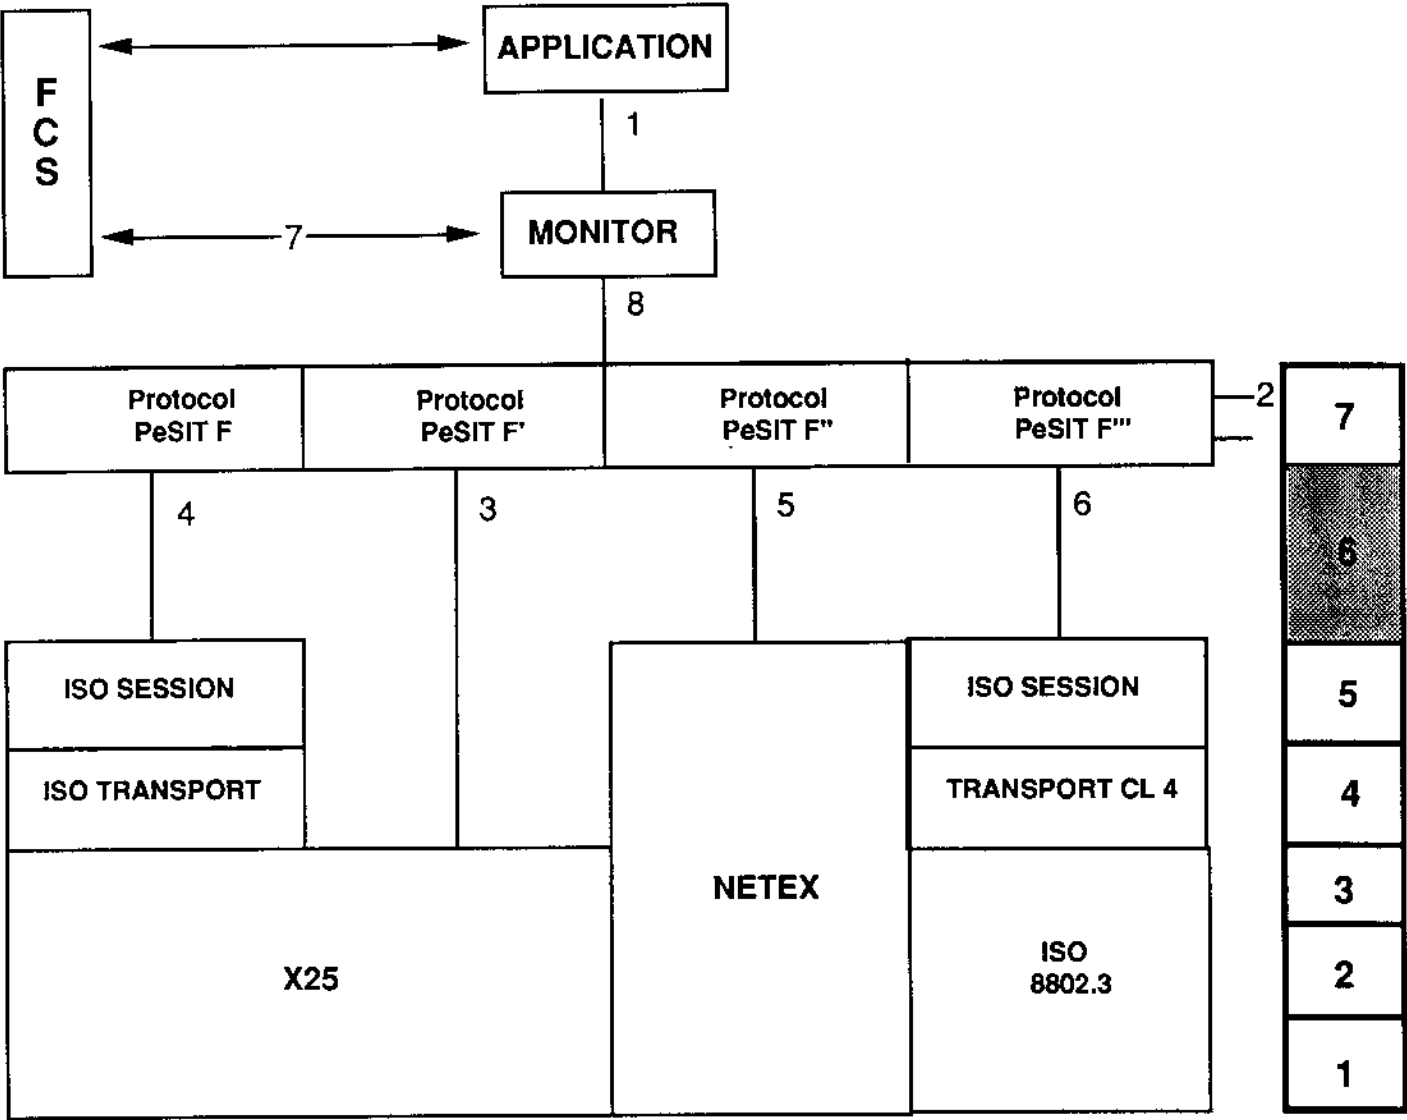 F
C
S
APPLICATION
1
7
MONITOR
8
Protocol
PeSIT F
Protocol
PeSIT F'
Protocol
PeSIT F''
Protocol
PeSIT F'''
2
7
4
3
5
6
6
ISO SESSION
ISO SESSION
5
ISO TRANSPORT
TRANSPORT CL 4
4
NETEX
3
X25
ISO
8802.3
2
1